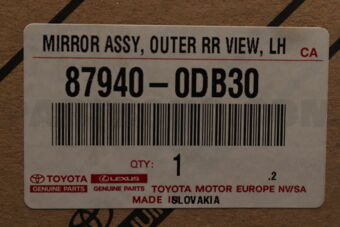 MIRROR ASSY, OUTER RR VIEW, LH
CA
87940-0DB30
QTY: 1
.2
TOYOTA
GENUINE PARTS
LEXUS
GENUINE PARTS
TOYOTA MOTOR EUROPE NV/SA
MADE IN SLOVAKIA